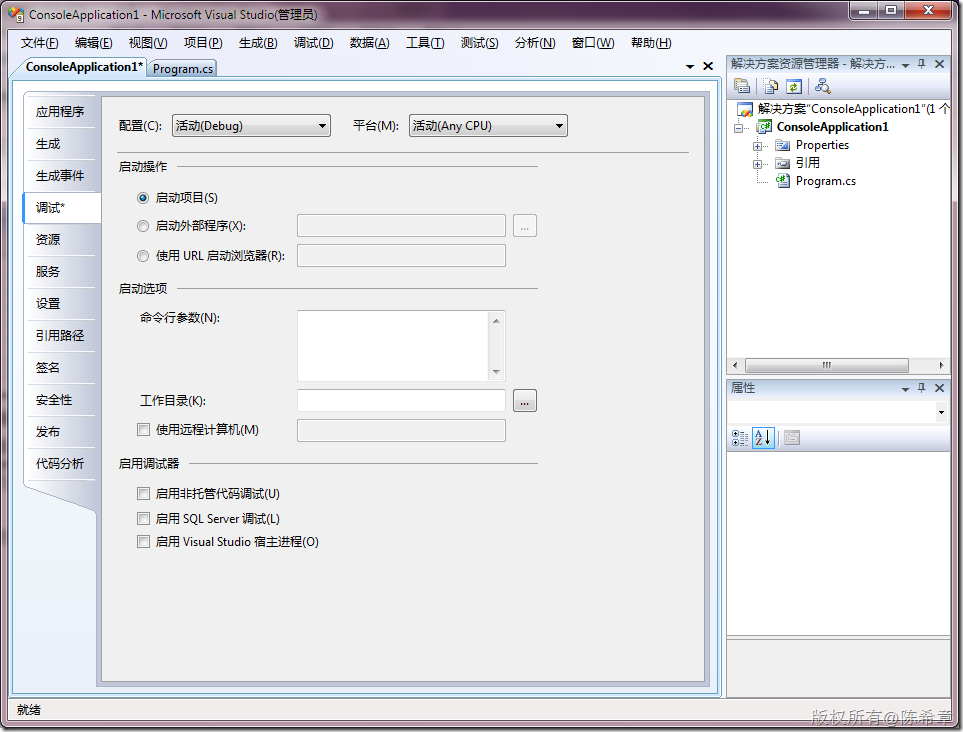 ConsoleApplication1 - Microsoft Visual Studio(管理员)
文件(F) 编辑(E) 视图(V) 项目(P) 生成(B) 调试(D) 数据(A) 工具(T) 测试(S) 分析(N) 窗口(W) 帮助(H)
ConsoleApplication1* Program.cs
应用程序
生成
生成事件
调试*
资源
服务
设置
引用路径
签名
安全性
发布
代码分析
配置(C): 活动(Debug) 平台(M): 活动(Any CPU)
启动操作
启动项目(S)
启动外部程序(X): ...
使用 URL 启动浏览器(R):
启动选项
命令行参数(N):
工作目录(K): ...
使用远程计算机(M)
启用调试器
启用非托管代码调试(U)
启用 SQL Server 调试(L)
启用 Visual Studio 宿主进程(O)
解决方案资源管理器 - 解决方...
解决方案"ConsoleApplication1"(1 个
ConsoleApplication1
Properties
引用
Program.cs
属性
就绪
版权所有@陈希章